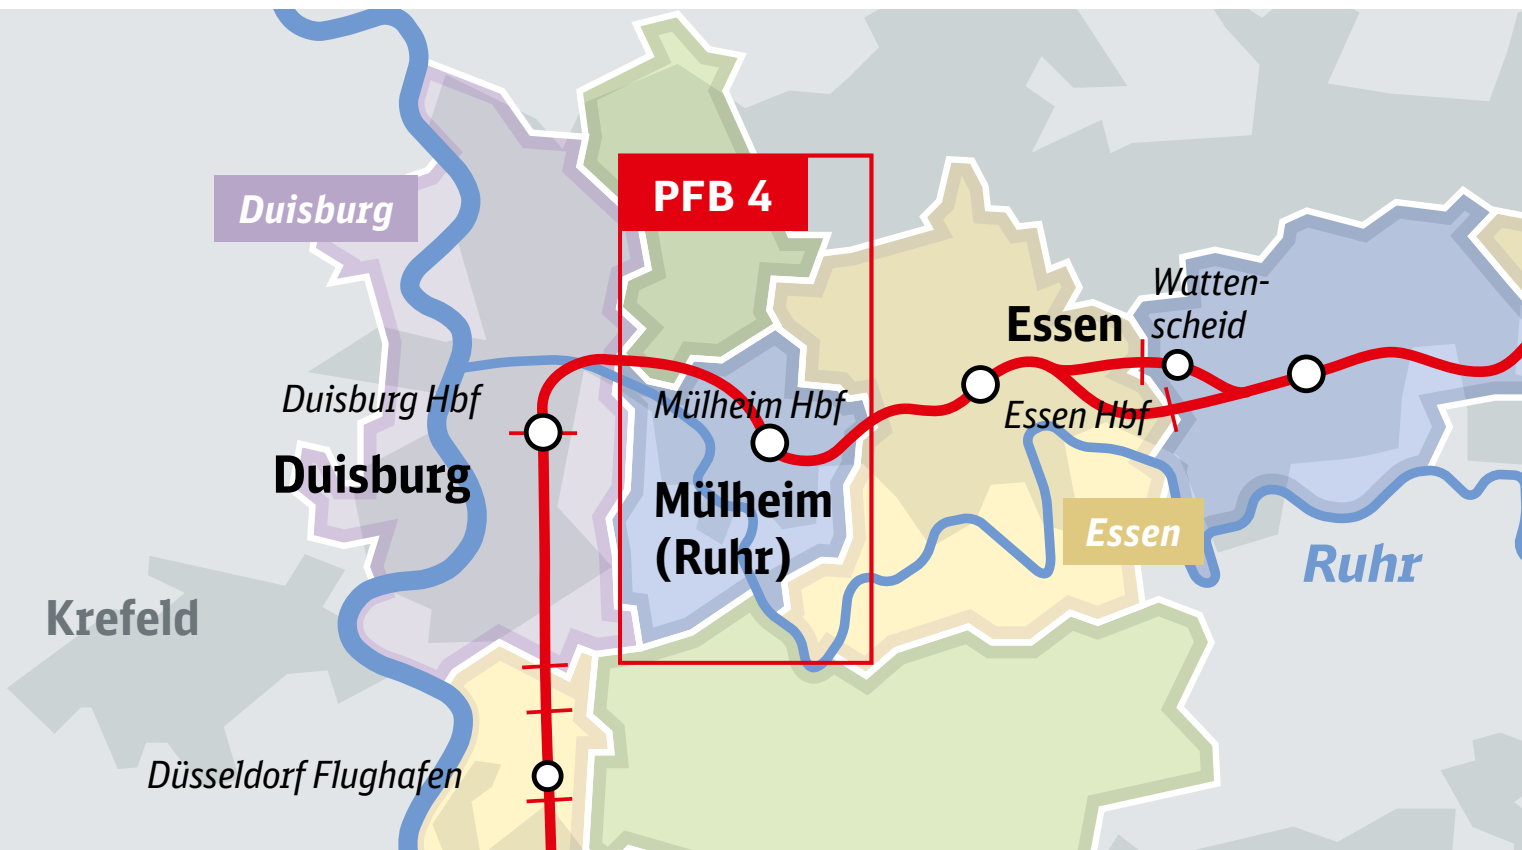 PFB 4
Duisburg
Watten-
scheid
Essen
Duisburg Hbf
Mülheim Hbf
Essen Hbf
Duisburg
Mülheim
(Ruhr)
Essen
Ruhr
Krefeld
Düsseldorf Flughafen